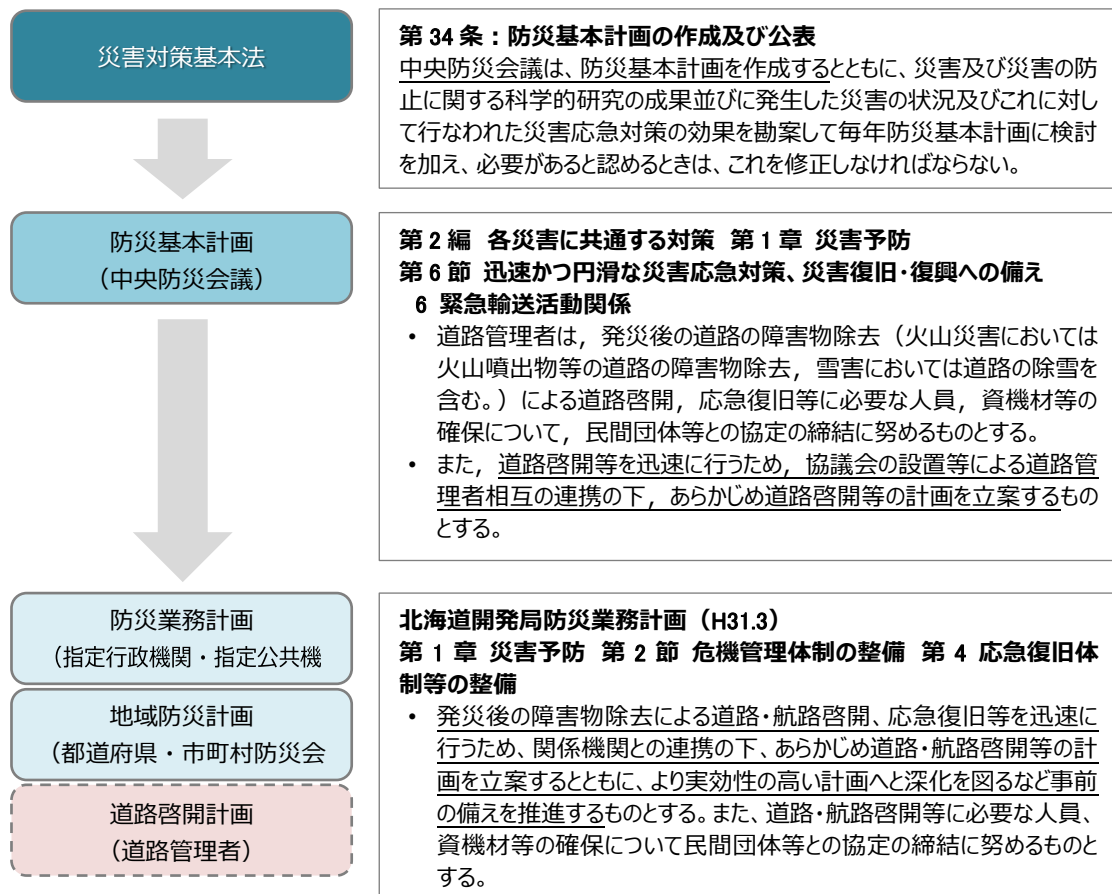 災害対策基本法
第 34 条：防災基本計画の作成及び公表
中央防災会議は、防災基本計画を作成するとともに、災害及び災害の防
止に関する科学的研究の成果並びに発生した災害の状況及びこれに対し
て行なわれた災害応急対策の効果を勘案して毎年防災基本計画に検討
を加え、必要があると認めるときは、これを修正しなければならない。
防災基本計画
（中央防災会議）
第 2 編 各災害に共通する対策 第 1 章 災害予防
第 6 節 迅速かつ円滑な災害応急対策、災害復旧・復興への備え
6 緊急輸送活動関係
• 道路管理者は，発災後の道路の障害物除去（火山災害においては
火山噴出物等の道路の障害物除去，雪害においては道路の除雪を
含む。）による道路啓開，応急復旧等に必要な人員，資機材等の
確保について，民間団体等との協定の締結に努めるものとする。
• また，道路啓開等を迅速に行うため，協議会の設置等による道路管
理者相互の連携の下，あらかじめ道路啓開等の計画を立案するもの
とする。
防災業務計画
（指定行政機関・指定公共機
地域防災計画
（都道府県・市町村防災会
道路啓開計画
（道路管理者）
北海道開発局防災業務計画（H31.3）
第 1 章 災害予防 第 2 節 危機管理体制の整備 第 4 応急復旧体
制等の整備
• 発災後の障害物除去による道路・航路啓開、応急復旧等を迅速に
行うため、関係機関との連携の下、あらかじめ道路・航路啓開等の計
画を立案するとともに、より実効性の高い計画へと深化を図るなど事前
の備えを推進するものとする。また、道路・航路啓開等に必要な人員、
資機材等の確保について民間団体等との協定の締結に努めるものと
する。